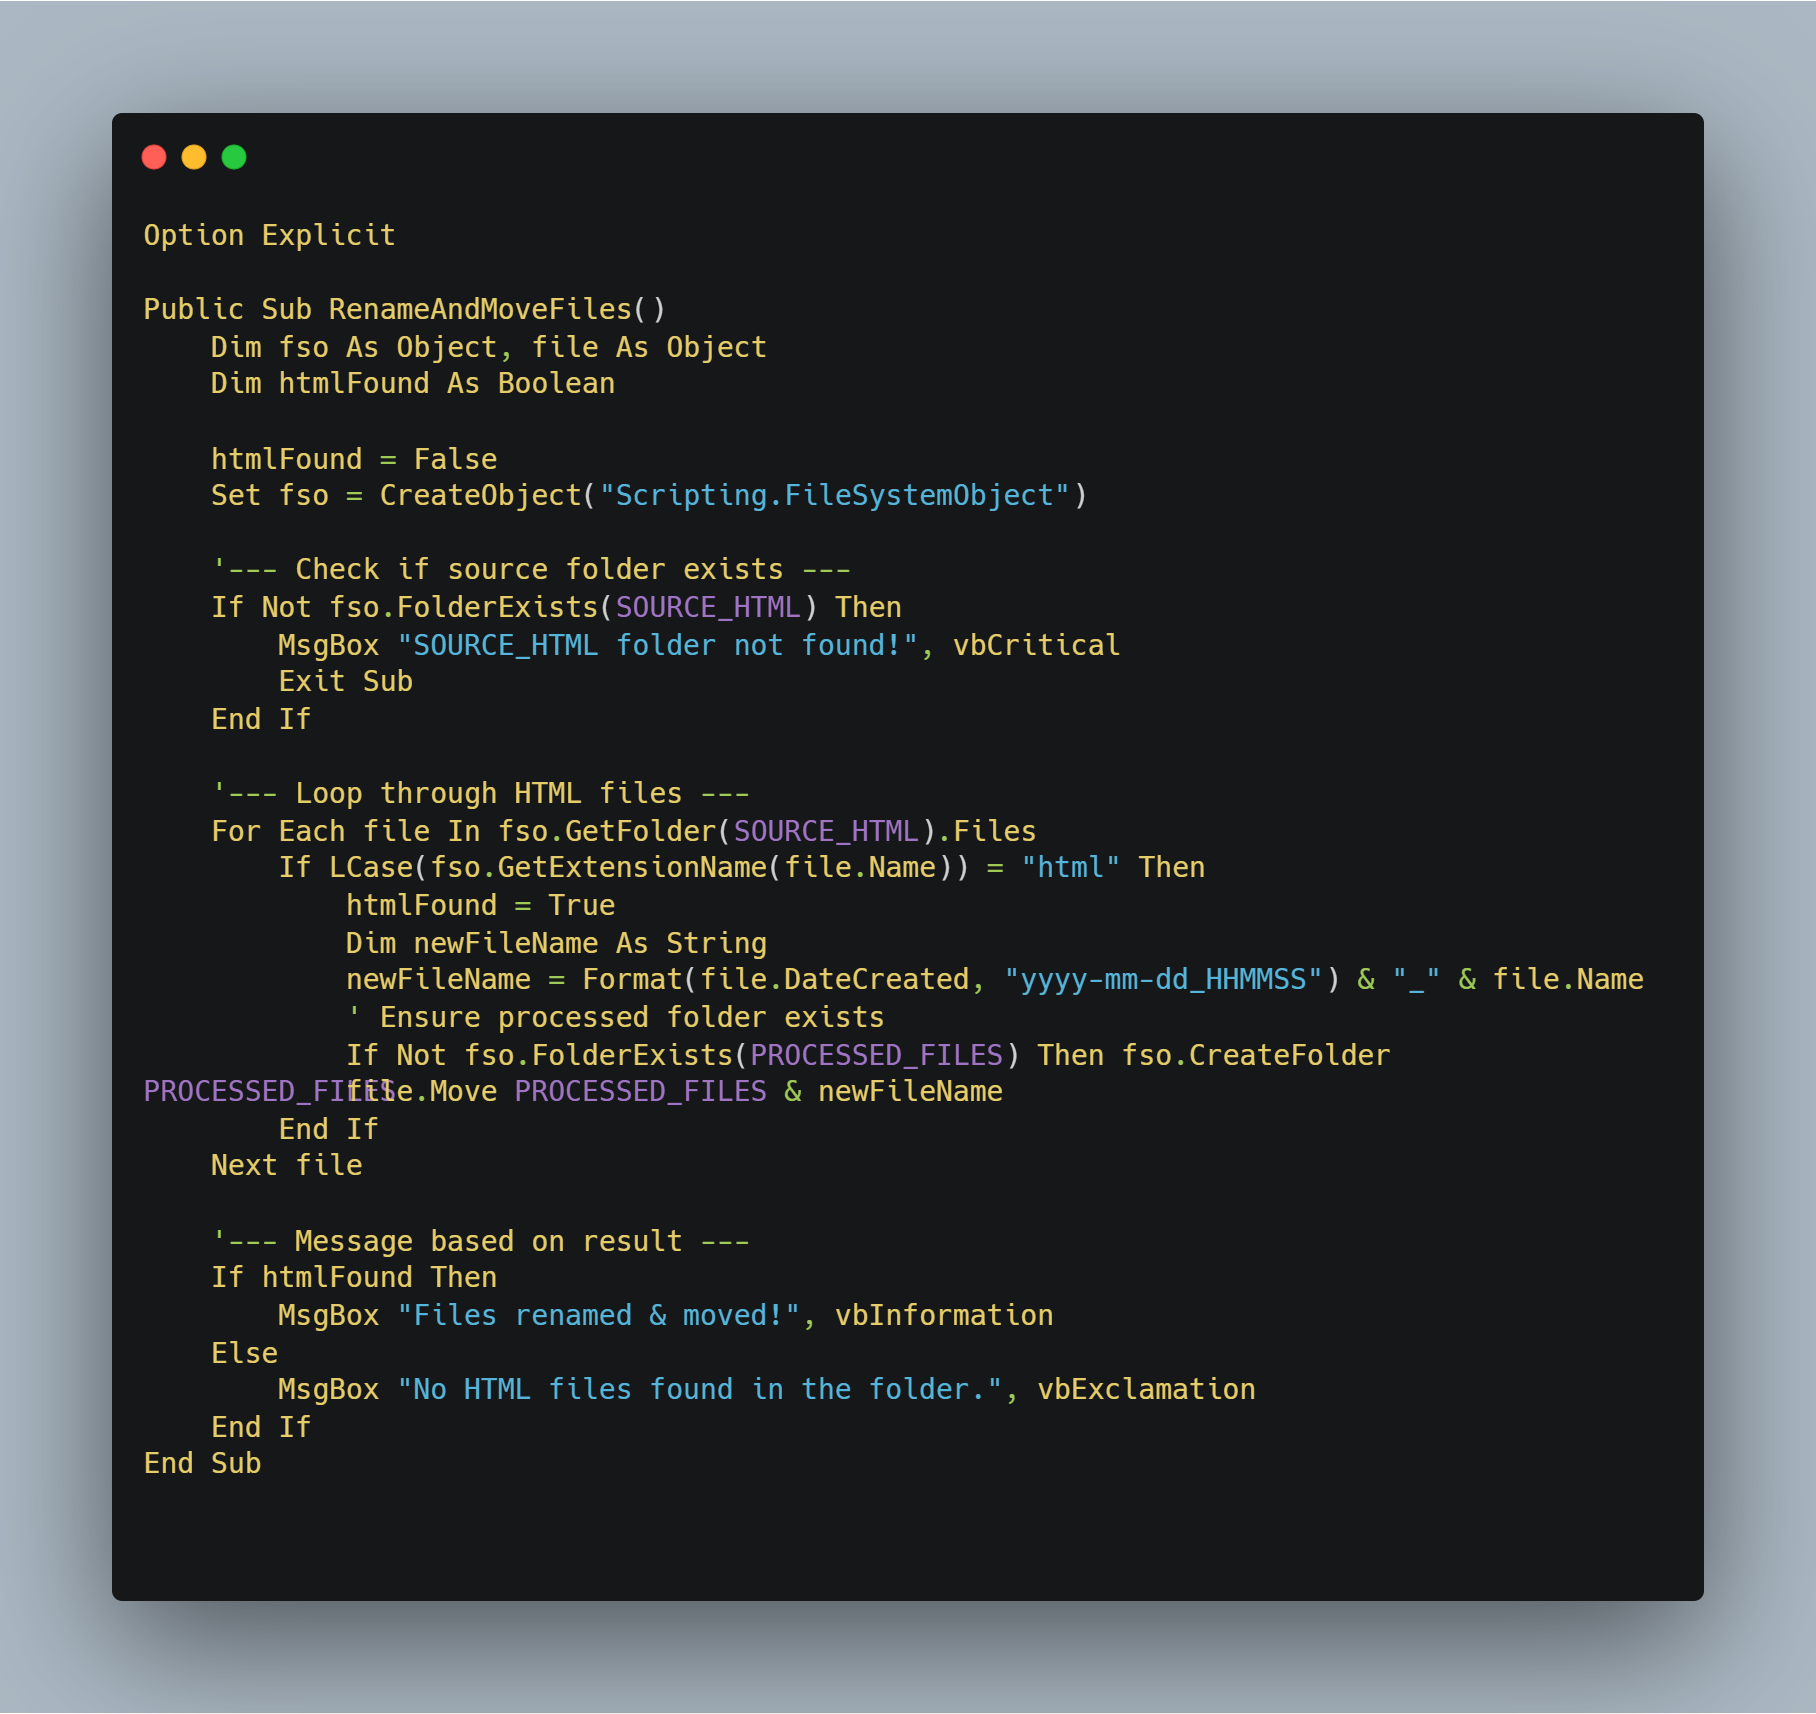 Option Explicit
Public Sub RenameAndMoveFiles()
    Dim fso As Object, file As Object
    Dim htmlFound As Boolean
    htmlFound = False
    Set fso = CreateObject("Scripting.FileSystemObject")
    '--- Check if source folder exists ---
    If Not fso.FolderExists(SOURCE_HTML) Then
        MsgBox "SOURCE_HTML folder not found!", vbCritical
        Exit Sub
    End If
    '--- Loop through HTML files ---
    For Each file In fso.GetFolder(SOURCE_HTML).Files
        If LCase(fso.GetExtensionName(file.Name)) = "html" Then
            htmlFound = True
            Dim newFileName As String
            newFileName = Format(file.DateCreated, "yyyy-mm-dd_HHMMSS") & "_" & file.Name
            ' Ensure processed folder exists
            If Not fso.FolderExists(PROCESSED_FILES) Then fso.CreateFolder
PROCESSED_FILES
            file.Move PROCESSED_FILES & newFileName
        End If
    Next file
    '--- Message based on result ---
    If htmlFound Then
        MsgBox "Files renamed & moved!", vbInformation
    Else
        MsgBox "No HTML files found in the folder.", vbExclamation
    End If
End Sub